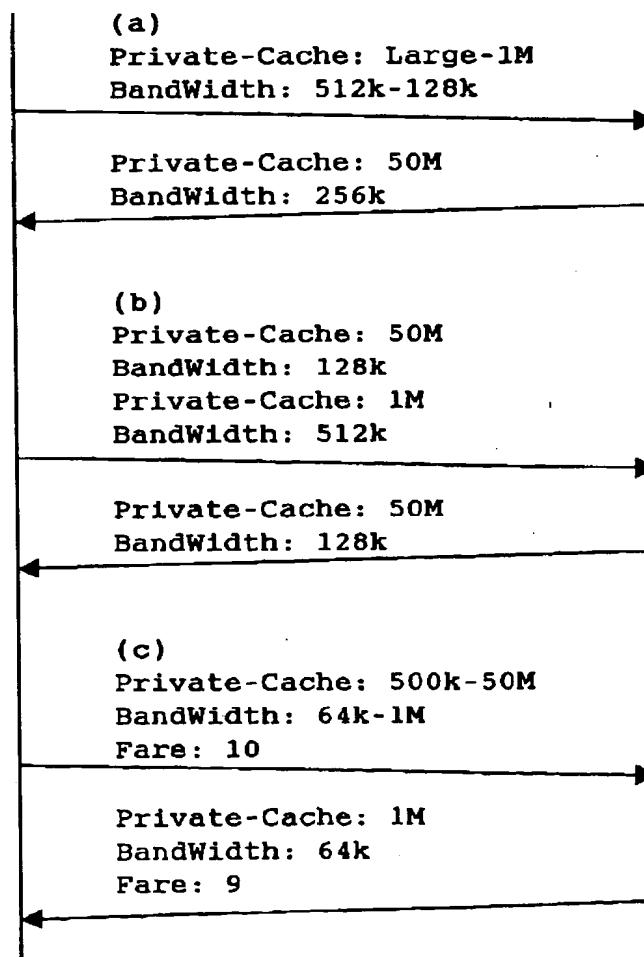 (a)
Private-Cache: Large-1M
BandWidth: 512k-128k
Private-Cache: 50M
BandWidth: 256k
(b)
Private-Cache: 50M
BandWidth: 128k
Private-Cache: 1M
BandWidth: 512k
Private-Cache: 50M
BandWidth: 128k
(c)
Private-Cache: 500k-50M
BandWidth: 64k-1M
Fare: 10
Private-Cache: 1M
BandWidth: 64k
Fare: 9